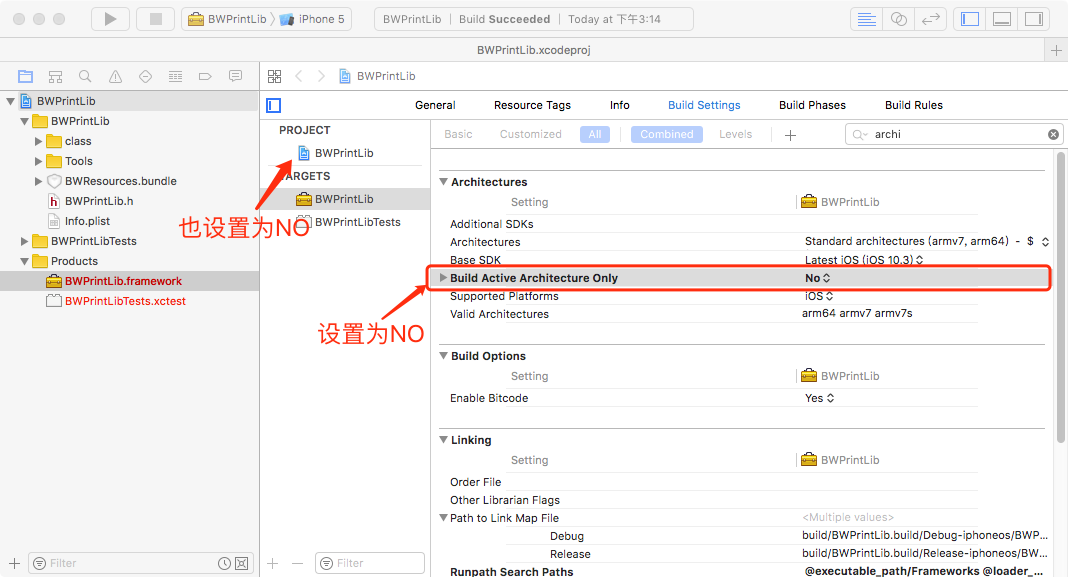 BWPrintLib
iPhone 5
BWPrintLib | Build Succeeded | Today at 下午3:14
BWPrintLib.xcodeproj
BWPrintLib
BWPrintLib
BWPrintLib
class
Tools
BWResources.bundle
BWPrintLib.h
Info.plist
BWPrintLibTests
Products
BWPrintLib.framework
BWPrintLibTests.xctest
Filter
General Resource Tags Info Build Settings Build Phases Build Rules
PROJECT
BWPrintLib
ARGETS
BWPrintLib
BWPrintLibTests
也设置为NO
设置为NO
Filter
Basic Customized All Combined Levels archi
Architectures
Setting BWPrintLib
Additional SDKs
Architectures Standard architectures (armv7, arm64) - $
Base SDK Latest iOS (iOS 10.3)
Build Active Architecture Only No
Supported Platforms iOS
Valid Architectures arm64 armv7 armv7s
Build Options
Setting BWPrintLib
Enable Bitcode Yes
Linking
Setting BWPrintLib
Order File
Other Librarian Flags
Path to Link Map File <Multiple values>
Debug build/BWPrintLib.build/Debug-iphoneos/BWP...
Release build/BWPrintLib.build/Release-iphoneos/BW...
Runpath Search Paths @executable_path/Frameworks @loader_...